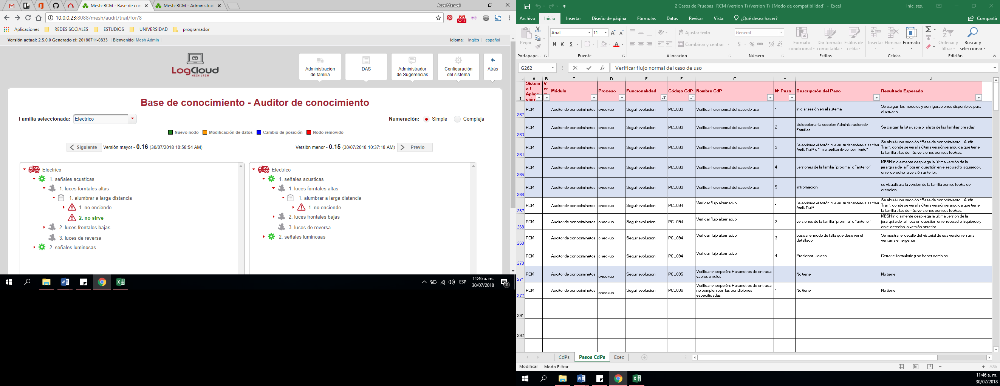 Mesh-RCM - Base de con
Mesh-RCM - Administrad
Jose Manuel
10.0.0.23:8088/mesh/audit/trail/for/8
5237
Aplicaciones REDES SOCIALES ESTUDIOS UNIVERSIDAD programador
Versión actual: 2.5.0.0 Generado el: 20180711-0833 Bienvenido! Mesh Admin
Idioma: inglés español
LogCloud
MESH LRCM
Administración de familia
DAS
Administrador de Sugerencias
Configuración del sistema
Atrás
Base de conocimiento - Auditor de conocimiento
Familia seleccionada: Electrico
Numeración: Simple Compleja
Nuevo nodo Modificación de datos Cambio de posición Nodo removido
Siguiente Versión mayor - 0.16 (30/07/2018 10:58:54 AM)
Versión menor - 0.15 (30/07/2018 10:37:18 AM) Previo
Electrico
1. señales acusticas
1. luces forntales altas
1. alumbrar a larga distancia
1. no enciende
2. no sirve
2. luces frontales bajas
3. luces de reversa
2. señales luminosas
Electrico
1. señales acusticas
1. luces forntales altas
1. alumbrar a larga distancia
1. no enciende
2. luces frontales bajas
3. luces de reversa
2. señales luminosas
ESP
11:46 a. m.
30/07/2018
2
2 Casos de Pruebas_ RCM (version 1) (version 1) [Modo de compatibilidad] - Excel
Inic. ses.
Archivo Inicio Insertar Diseño de página Fórmulas Datos Revisar Vista ¿Qué desea hacer? Compartir
Pegar
Arial 11
N K S
Ajustar texto
Combinar y centrar
General
$ % 000
Formato condicional
Dar formato como tabla
Estilos de celda
Insertar Eliminar Formato
Ordenar y filtrar
Buscar y seleccionar
Portapape... Fuente Alineación Número Estilos Celdas Edición
G262 fx Verificar flujo normal del caso de uso
A B C D E F G H I J
1 Sistema / Aplicación Módulo Proceso Funcionalidad Código CdP Nombre CdP N° Paso Descripción del Paso Resultado Esperado
262 RCM Auditor de conociminetos checkup Seguir evolucion PCU093 Verificar flujo normal del caso de uso 1 Iniciar sesión en el sistema Se cargan los modulos y configuraciones disponibles para el usuario
263 RCM Auditor de conociminetos checkup Seguir evolucion PCU093 Verificar flujo normal del caso de uso 2 Seleccionar la seccion Administracion de Familias Se cargan la lista vacia o la lista de las familias creadas
264 RCM Auditor de conociminetos checkup Seguir evolucion PCU093 Verificar flujo normal del caso de uso 3 Seleccionar el botón que en su dependencia es “Ver Audit Trail” o "mirar auditor de conocimiento" Se abrirá una sección “Base de conocimiento - Audit Trail”, donde se vera la última versión jerárquica que tiene la familia y las demás versiones con sus fechas.
265 RCM Auditor de conociminetos checkup Seguir evolucion PCU093 Verificar flujo normal del caso de uso 4 versiones de la familia "proxima" o "anterior" MESH Inicialmente despliega la última versión de la jerarquía de la Flota en cuestión en el recuadro izquierdo y en el derecho la versión anterior.
266 RCM Auditor de conociminetos checkup Seguir evolucion PCU093 Verificar flujo normal del caso de uso 5 imfromacion se visualizara la version de la familia con su fecha de creacion
267 RCM Auditor de conociminetos checkup Seguir evolucion PCU094 Verficar flujo alternativo 1 Seleccionar el botón que en su dependencia es “Ver Audit Trail” Se abrirá una sección “Base de conocimiento - Audit Trail”, donde se vera la última versión jerárquica que tiene la familia y las demás versiones con sus fechas.
268 RCM Auditor de conociminetos checkup Seguir evolucion PCU094 Verficar flujo alternativo 2 versiones de la familia "proxima" o "anterior" MESH Inicialmente despliega la última versión de la jerarquía de la Flota en cuestión en el recuadro izquierdo y en el derecho la versión anterior.
269 RCM Auditor de conociminetos checkup Seguir evolucion PCU094 Verficar flujo alternativo 3 buscar el modo de falla que dese ver el detallado Se mostrar el detalle del historial de esa version en una ventana emergente
270 RCM Auditor de conociminetos checkup Seguir evolucion PCU094 Verficar flujo alternativo 4 Presionar x o esc Cerrar el formulario y no hacer cambios
271 RCM Auditor de conociminetos checkup Seguir evolucion PCU095 Verificar excepción: Parámetros de entrada vacíos o nulos 1 No tiene No tiene
272 RCM Auditor de conociminetos checkup Seguir evolucion PCU096 Verificar excepción: Parámetros de entrada no cumplen con las condiciones especificadas 1 No tiene No tiene
291
292
CdPs Pasos CdPs Exec
Modificar Modo Filtrar 70%
11:46 a. m.
30/07/2018